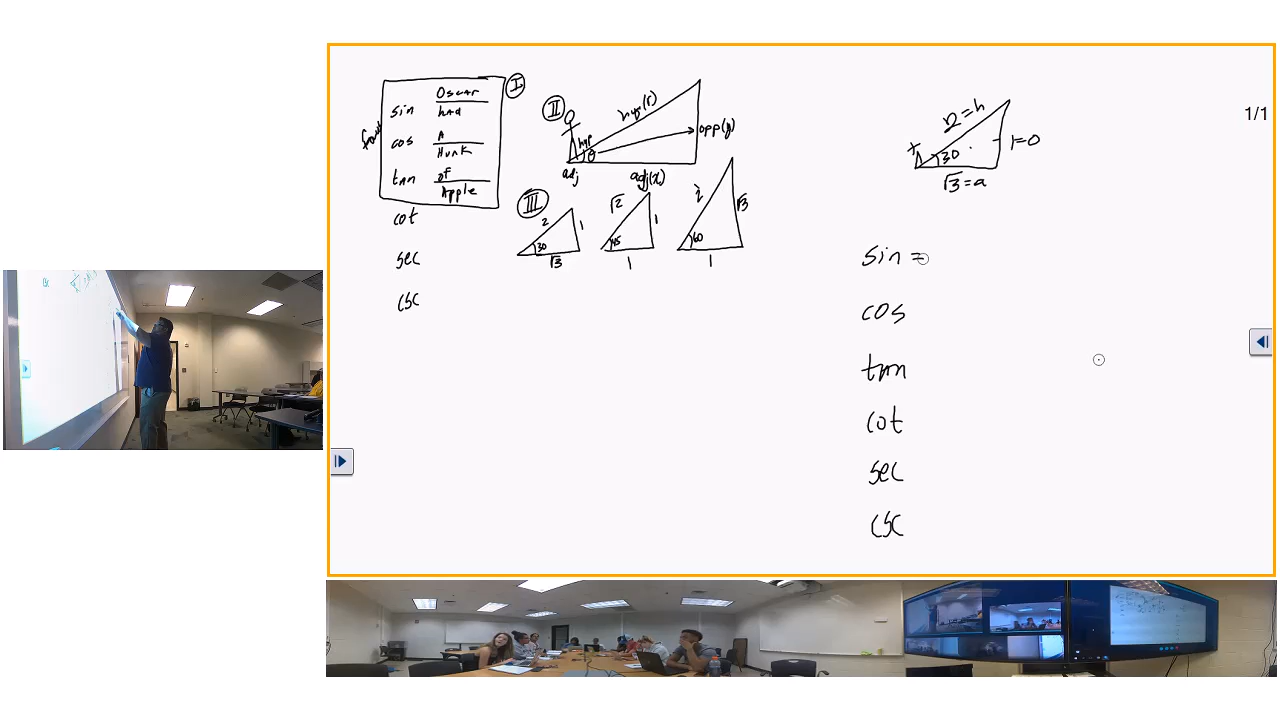 I
sin Oscar
had
cos A
Hunk
tan of
Apple
cot
sec
csc
II
hyp
hyp(r)
θ
opp(y)
adj
adj(x)
III
2
1
30
√3
√2
1
45
1
2
√3
60
1
1/1
2=h
30
1=o
√3=a
sin =
cos
tan
cot
sec
csc